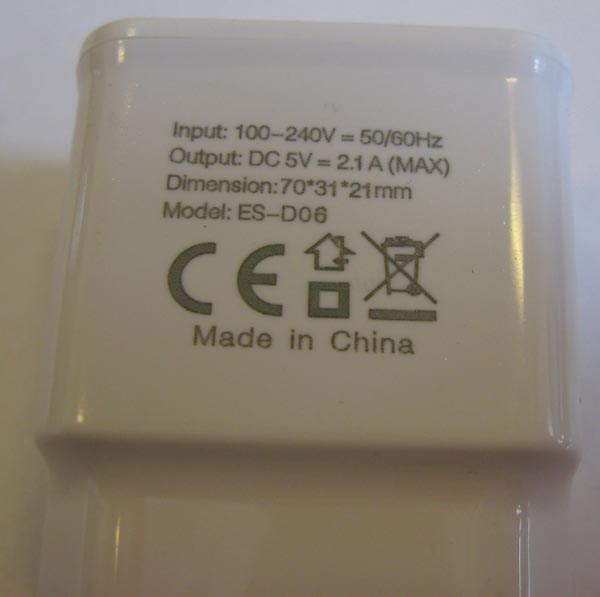 Input: 100-240V = 50/60Hz
Output: DC 5V = 2.1 A (MAX)
Dimension:70*31*21mm
Model: ES-D06
CE
Made in China